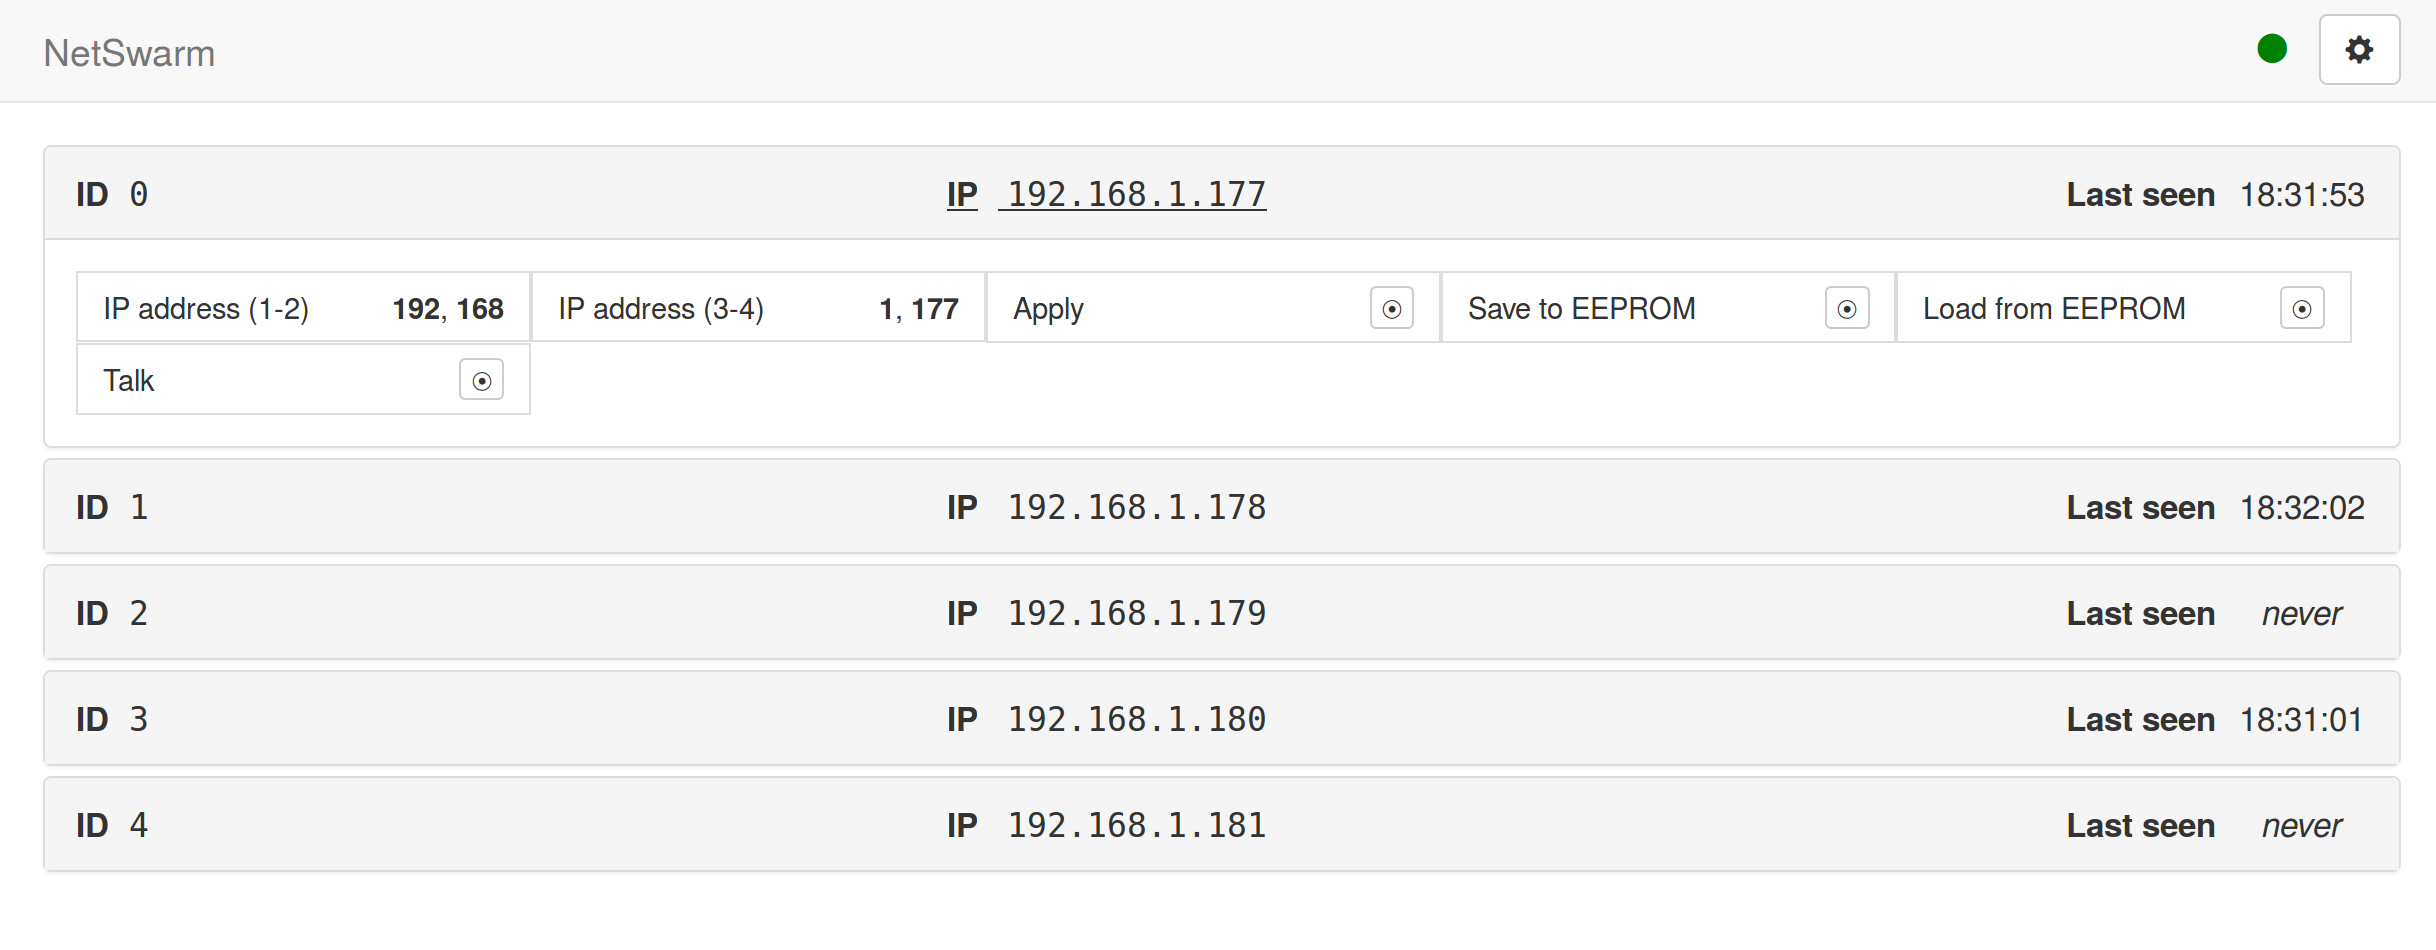 NetSwarm
ID 0 IP 192.168.1.177 Last seen 18:31:53
IP address (1-2) 192, 168 IP address (3-4) 1, 177 Apply Save to EEPROM Load from EEPROM
Talk
ID 1 IP 192.168.1.178 Last seen 18:32:02
ID 2 IP 192.168.1.179 Last seen never
ID 3 IP 192.168.1.180 Last seen 18:31:01
ID 4 IP 192.168.1.181 Last seen never